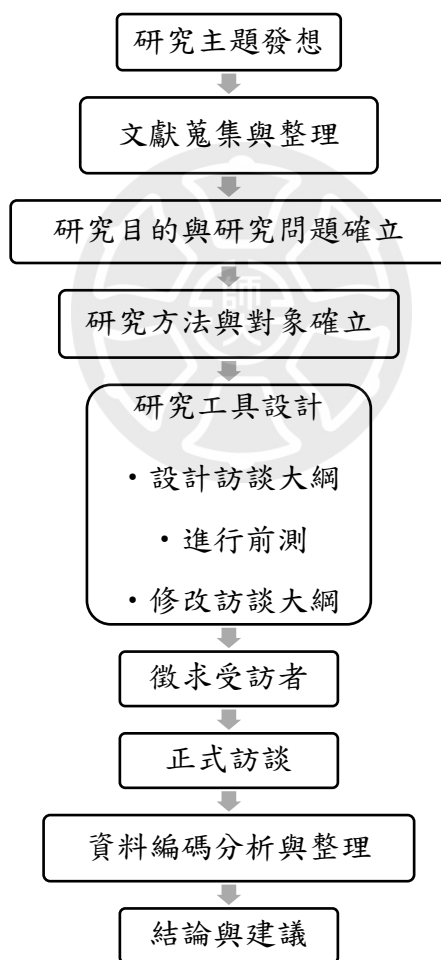 研究主題發想
文獻蒐集與整理
研究目的與研究問題確立
研究方法與對象確立
研究工具設計
・設計訪談大綱
・進行前測
・修改訪談大綱
徵求受訪者
正式訪談
資料編碼分析與整理
結論與建議